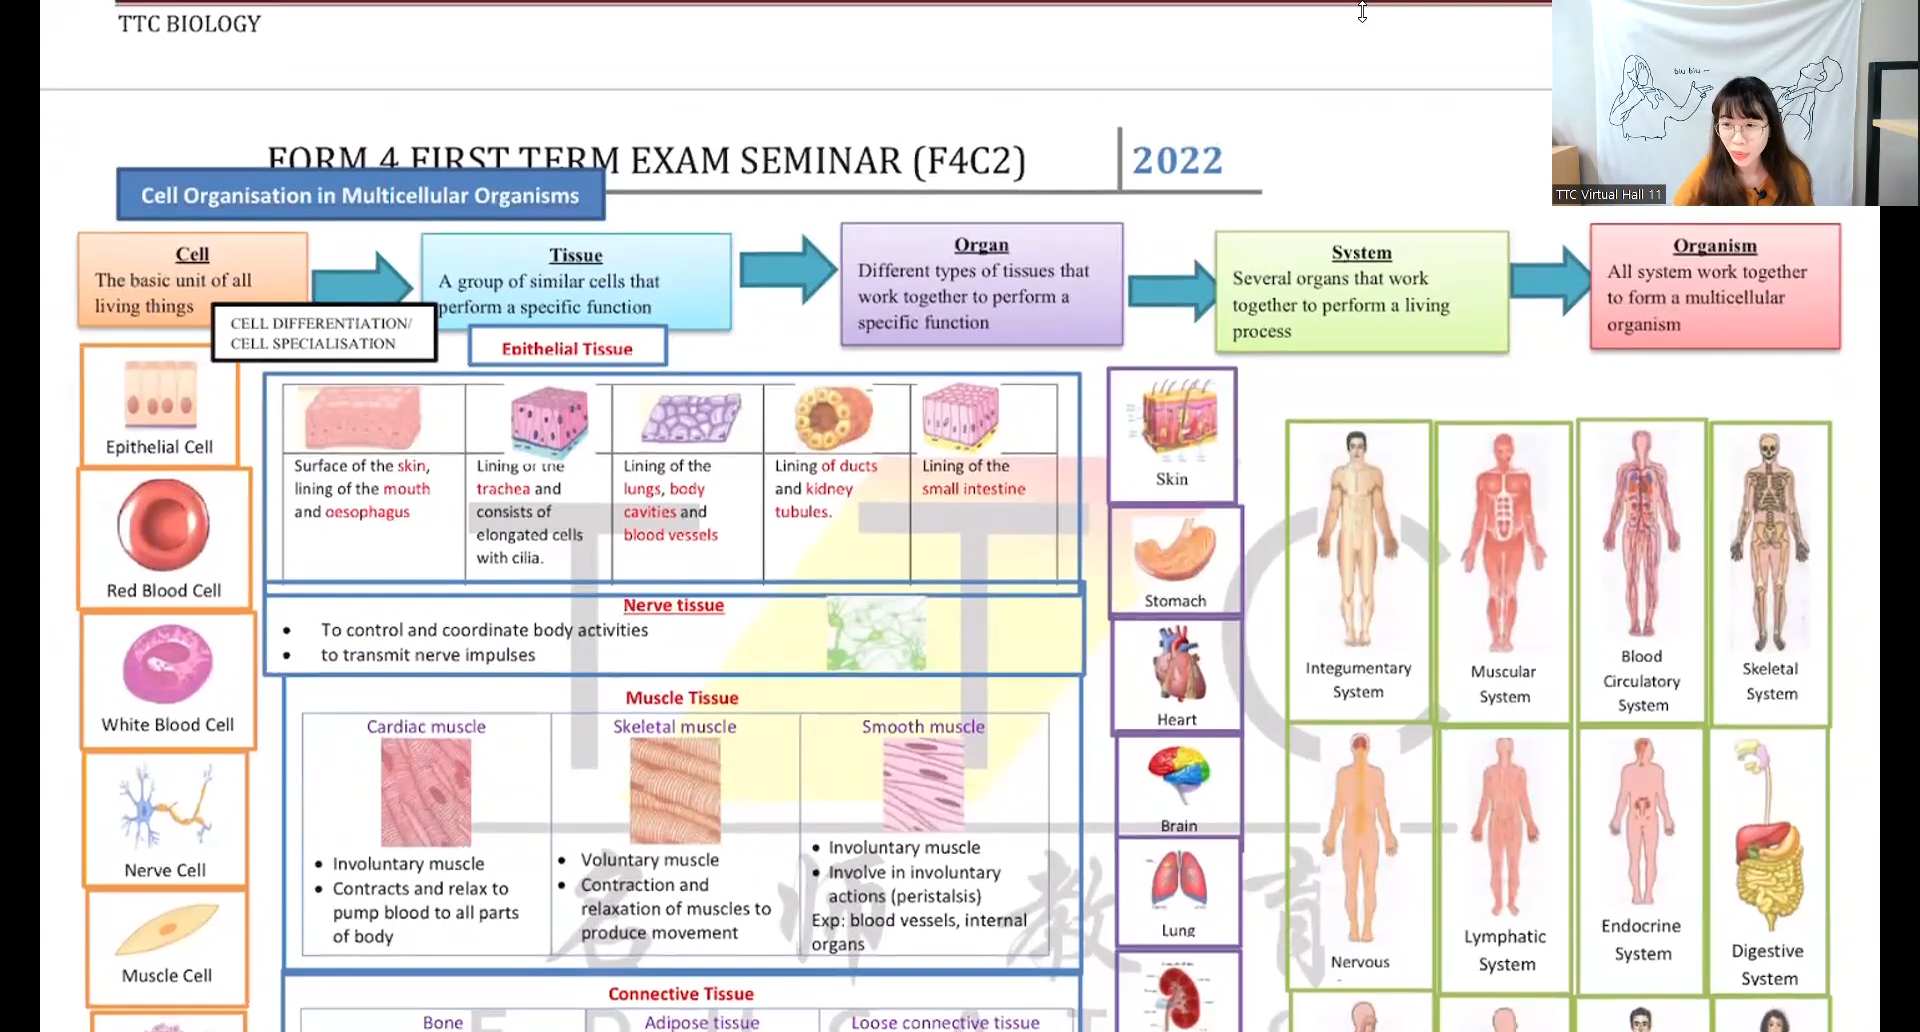 TTC BIOLOGY
biu biu ~
TTC Virtual Hall 11
FORM 4 FIRST TERM EXAM SEMINAR (F4C2)
2022
Cell Organisation in Multicellular Organisms
Cell
The basic unit of all
living things
Tissue
A group of similar cells that
perform a specific function
Organ
Different types of tissues that
work together to perform a
specific function
System
Several organs that work
together to perform a living
process
Organism
All system work together
to form a multicellular
organism
CELL DIFFERENTIATION/
CELL SPECIALISATION
Epithelial Tissue
Epithelial Cell
Red Blood Cell
White Blood Cell
Nerve Cell
Muscle Cell
Surface of the skin,
lining of the mouth
and oesophagus
Lining of the
trachea and
consists of
elongated cells
with cilia.
Lining of the
lungs, body
cavities and
blood vessels
Lining of ducts
and kidney
tubules.
Lining of the
small intestine
Nerve tissue
• To control and coordinate body activities
• to transmit nerve impulses
Muscle Tissue
Cardiac muscle
• Involuntary muscle
• Contracts and relax to
pump blood to all parts
of body
Skeletal muscle
• Voluntary muscle
• Contraction and
relaxation of muscles to
produce movement
Smooth muscle
• Involuntary muscle
• Involve in involuntary
actions (peristalsis)
Exp: blood vessels, internal
organs
Connective Tissue
Bone
Adipose tissue
Loose connective tissue
Skin
Stomach
Heart
Brain
Lung
Integumentary
System
Muscular
System
Blood
Circulatory
System
Skeletal
System
Nervous
Lymphatic
System
Endocrine
System
Digestive
System
TTC
名师教育